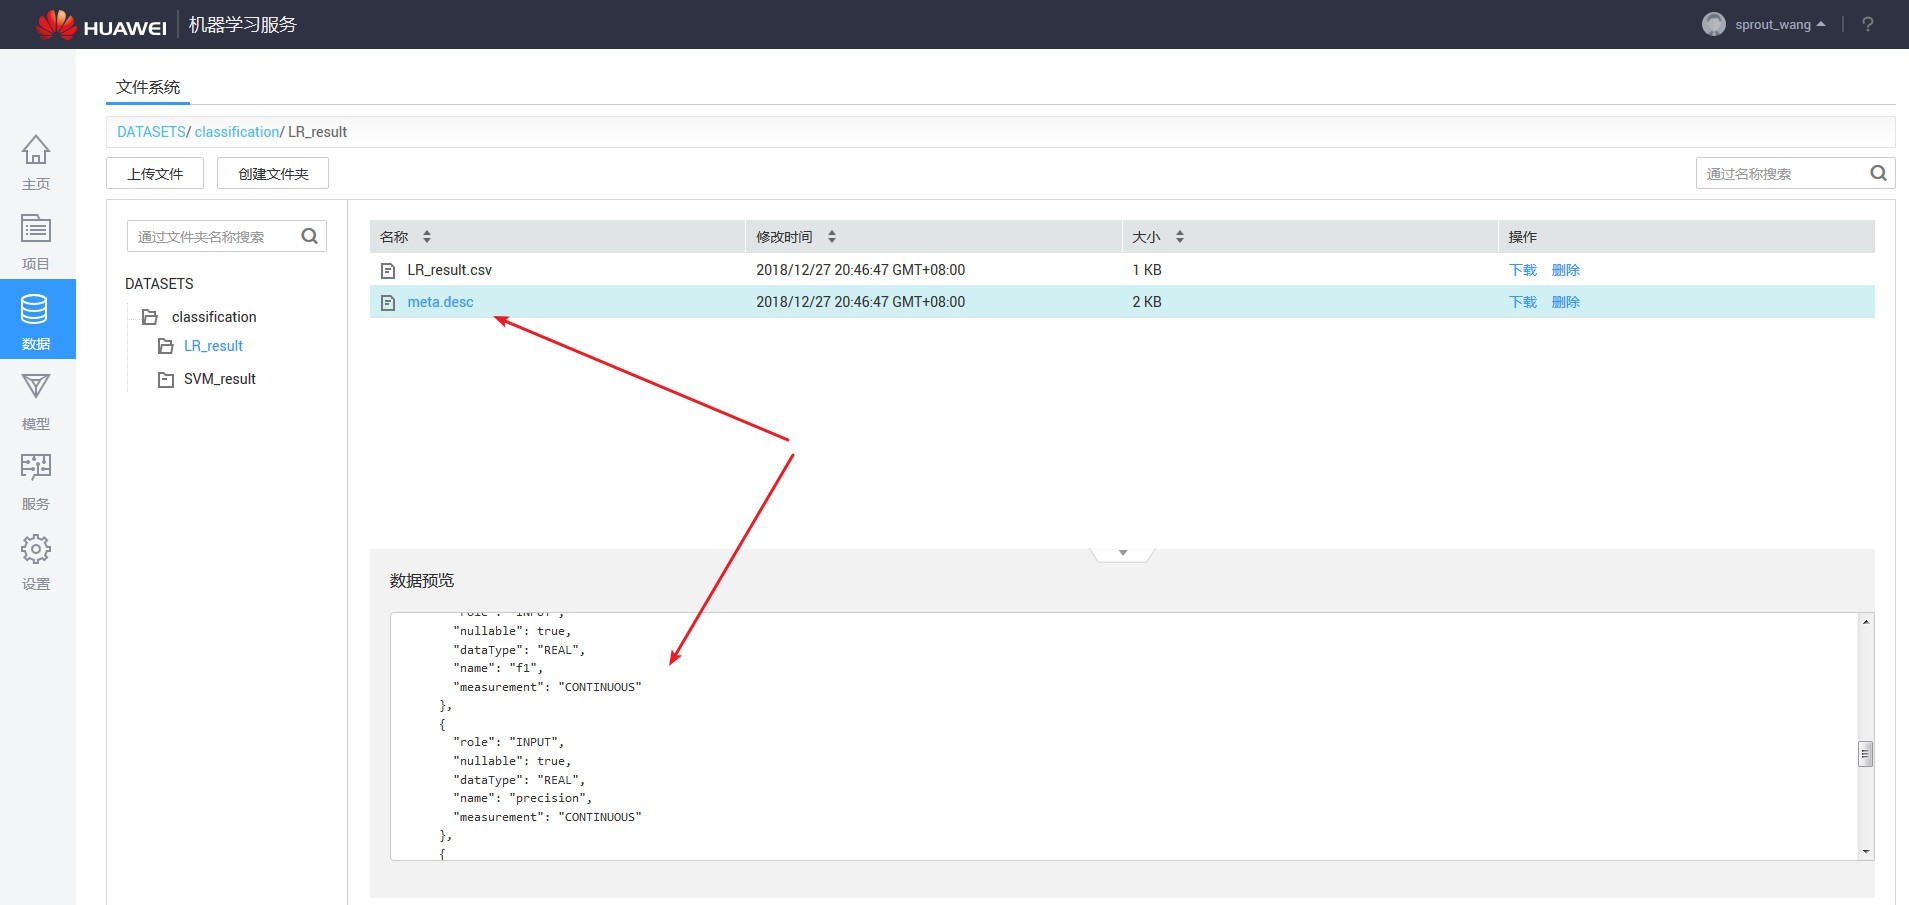 HUAWEI 机器学习服务
sprout_wang
?
文件系统
DATASETS/ classification/ LR_result
上传文件
创建文件夹
通过名称搜索
主页
项目
数据
模型
服务
设置
通过文件夹名称搜索
DATASETS
classification
LR_result
SVM_result
名称 修改时间 大小 操作
LR_result.csv 2018/12/27 20:46:47 GMT+08:00 1 KB 下载 删除
meta.desc 2018/12/27 20:46:47 GMT+08:00 2 KB 下载 删除
数据预览
"role": "INPUT",
"nullable": true,
"dataType": "REAL",
"name": "f1",
"measurement": "CONTINUOUS"
},
{
"role": "INPUT",
"nullable": true,
"dataType": "REAL",
"name": "precision",
"measurement": "CONTINUOUS"
},
{